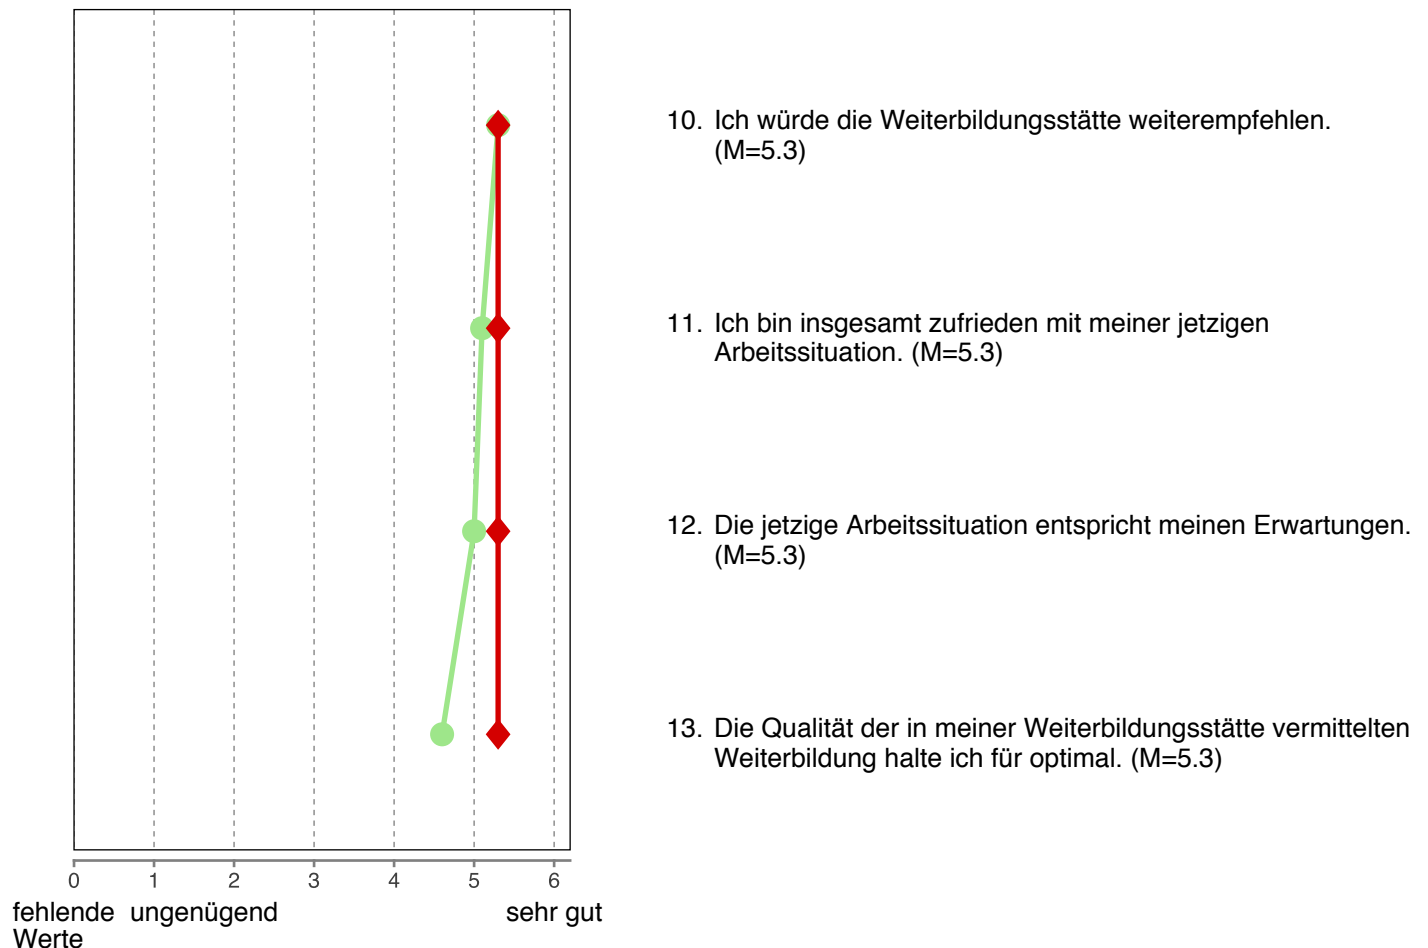 10. Ich würde die Weiterbildungsstätte weiterempfehlen.
(M=5.3)
11. Ich bin insgesamt zufrieden mit meiner jetzigen
Arbeitssituation. (M=5.3)
12. Die jetzige Arbeitssituation entspricht meinen Erwartungen.
(M=5.3)
13. Die Qualität der in meiner Weiterbildungsstätte vermittelten
Weiterbildung halte ich für optimal. (M=5.3)
0 1 2 3 4 5 6
fehlende ungenügend sehr gut
Werte